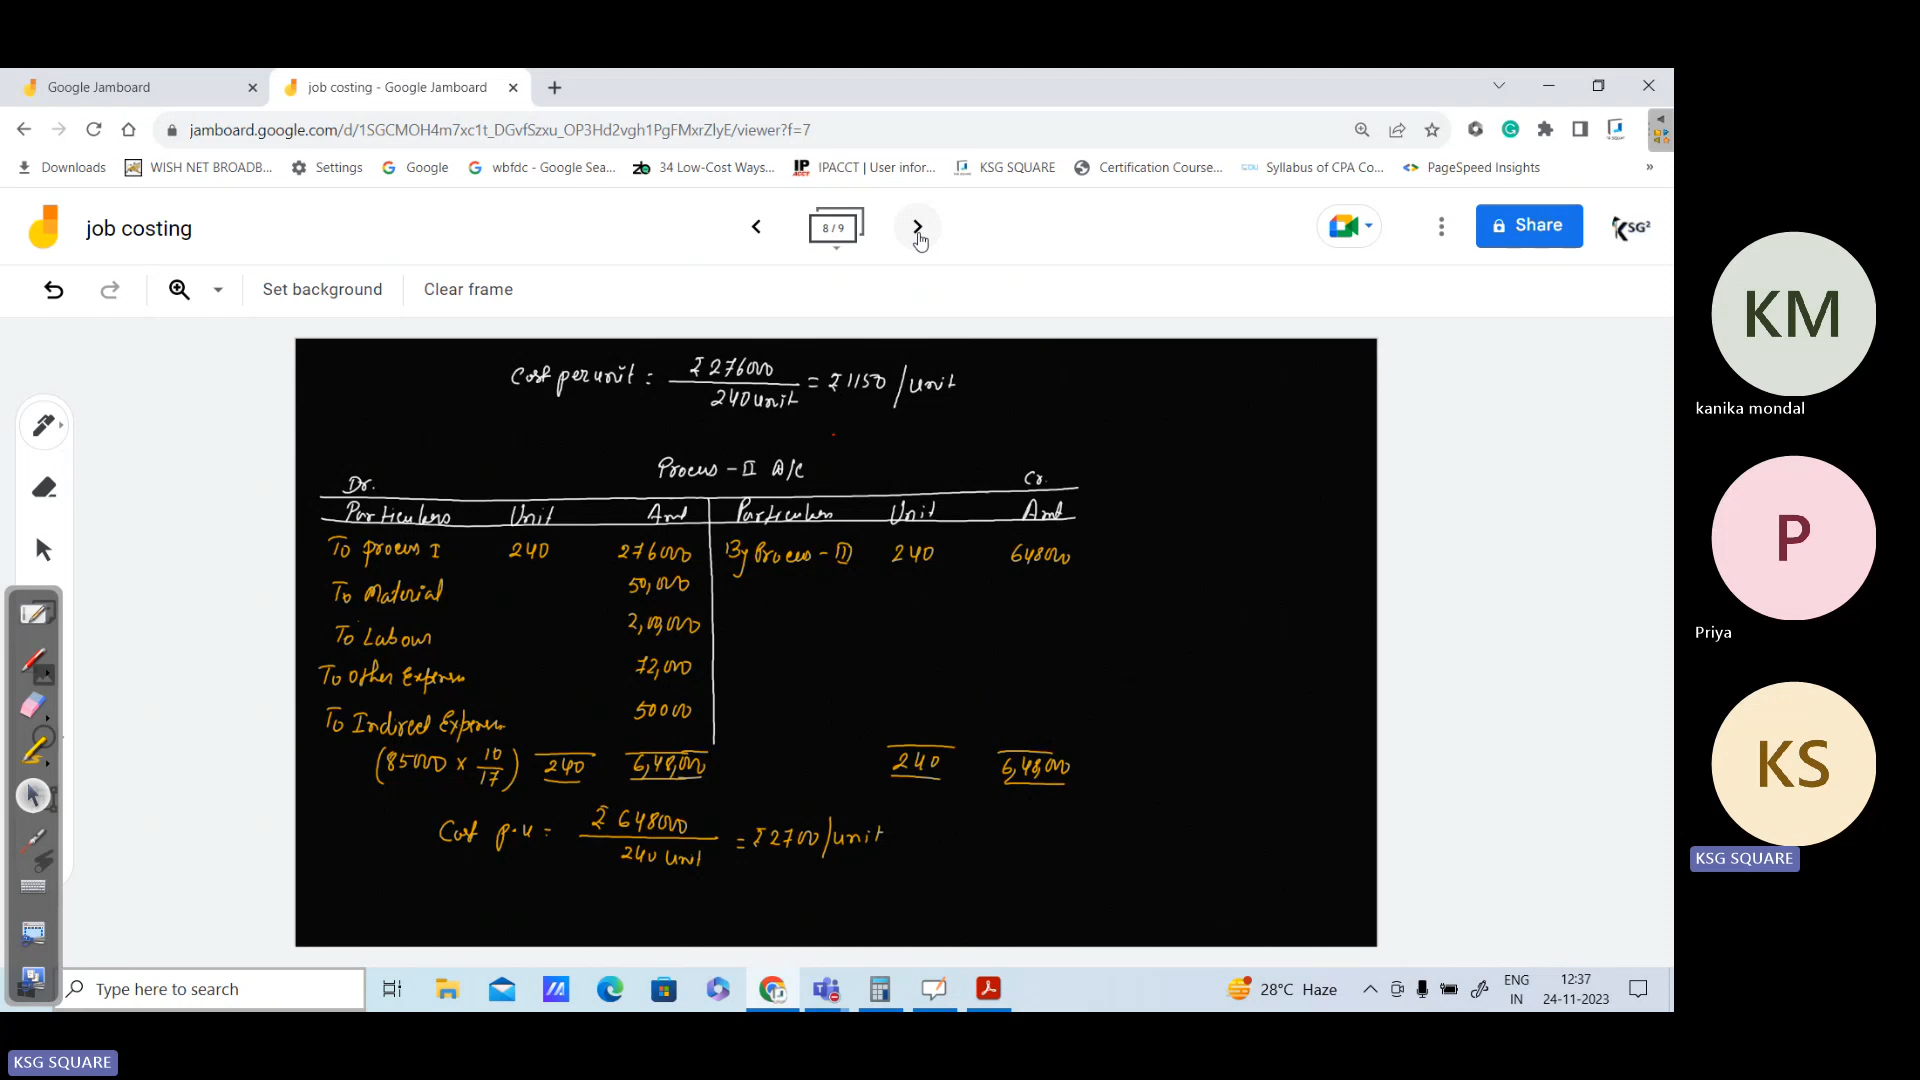 Google Jamboard
job costing - Google Jamboard
jamboard.google.com/d/1SGCMOH4m7xc1t_DGvfSzxu_OP3Hd2vgh1PgFMxrZlyE/viewer?f=7
Downloads WISH NET BROADB... Settings Google wbfdc - Google Sea... 34 Low-Cost Ways... IPACCT | User infor... KSG SQUARE Certification Course... Syllabus of CPA Co... PageSpeed Insights »
job costing
8 / 9
Share
KSG²
Set background
Clear frame
Cost per unit = ₹276000 / 240 unit = ₹1150 / unit
Process - II A/C
Dr. Cr.
Particulars Unit Amt Particulars Unit Amt
To process I 240 276000 By Process - III 240 648000
To Material 50,000
To Labour
To Other Expenses 72,000
To Indirect Expenses 50000
(85000 × 10/17) 240 6,48,000 240 6,48,000
Cost p.u = ₹ 648000 / 240 unit = ₹2700/unit
KM
kanika mondal
P
Priya
KS
KSG SQUARE
Type here to search
28°C Haze
ENG
IN
12:37
24-11-2023
KSG SQUARE